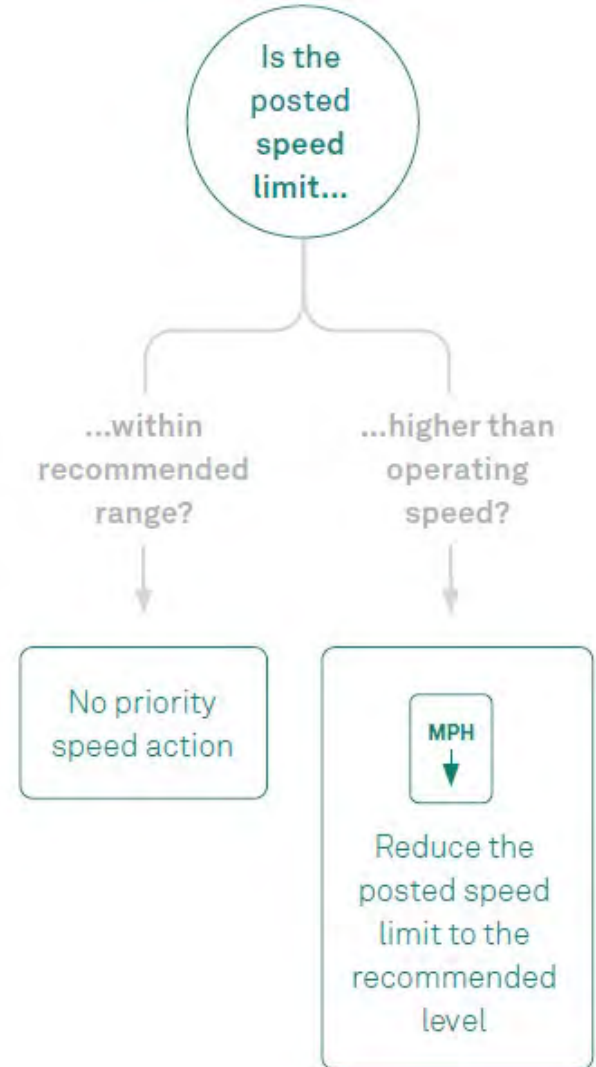 Is the
posted
speed
limit...
...within
recommended
range?
...higher than
operating
speed?
No priority
speed action
MPH
Reduce the
posted speed
limit to the
recommended
level